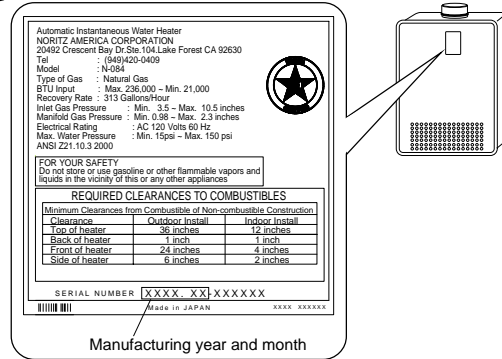 Automatic Instantaneous Water Heater
NORITZ AMERICA CORPORATION
20492 Crescent Bay Dr.Ste.104.Lake Forest CA 92630
Tel : (949)420-0409
Model : N-084
Type of Gas : Natural Gas
BTU Input : Max. 236,000 ~ Min. 21,000
Recovery Rate : 313 Gallons/Hour
Inlet Gas Pressure : Min. 3.5 ~ Max. 10.5 inches
Manifold Gas Pressure : Min. 0.98 ~ Max. 2.3 inches
Electrical Rating : AC 120 Volts 60 Hz
Max. Water Pressure : Min. 15psi ~ Max. 150 psi
ANSI Z21.10.3 2000
FOR YOUR SAFETY
Do not store or use gasoline or other flammable vapors and
liquids in the vicinity of this or any other appliances
REQUIRED CLEARANCES TO COMBUSTIBLES
Minimum Clearances from Combustible of Non-combustible Construction
Clearance Outdoor Install Indoor Install
Top of heater 36 inches 12 inches
Back of heater 1 inch 1 inch
Front of heater 24 inches 4 inches
Side of heater 6 inches 2 inches
SERIAL NUMBER XXXX. XX-XXXXXX
Made in JAPAN XXXX XXXXXX
Manufacturing year and month